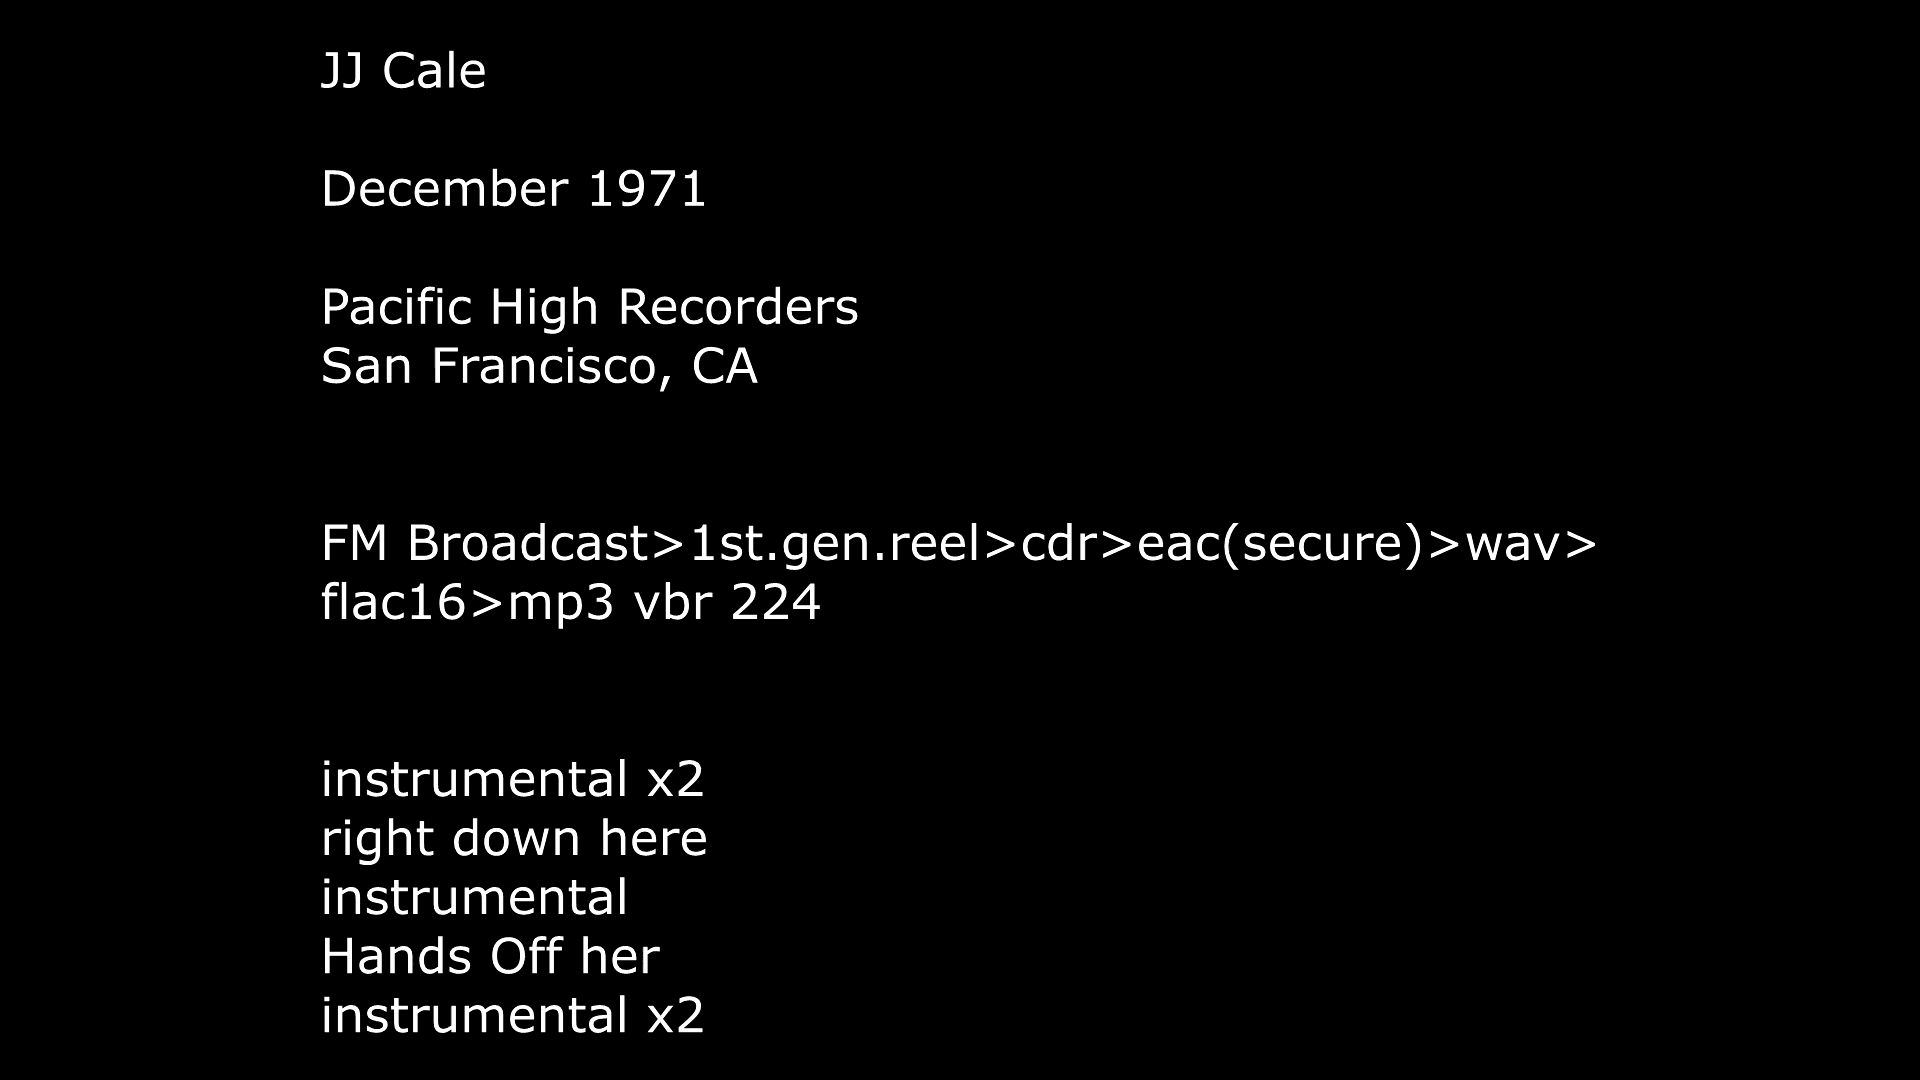 JJ Cale
December 1971
Pacific High Recorders
San Francisco, CA
FM Broadcast>1st.gen.reel>cdr>eac(secure)>wav>
flac16>mp3 vbr 224
instrumental x2
right down here
instrumental
Hands Off her
instrumental x2